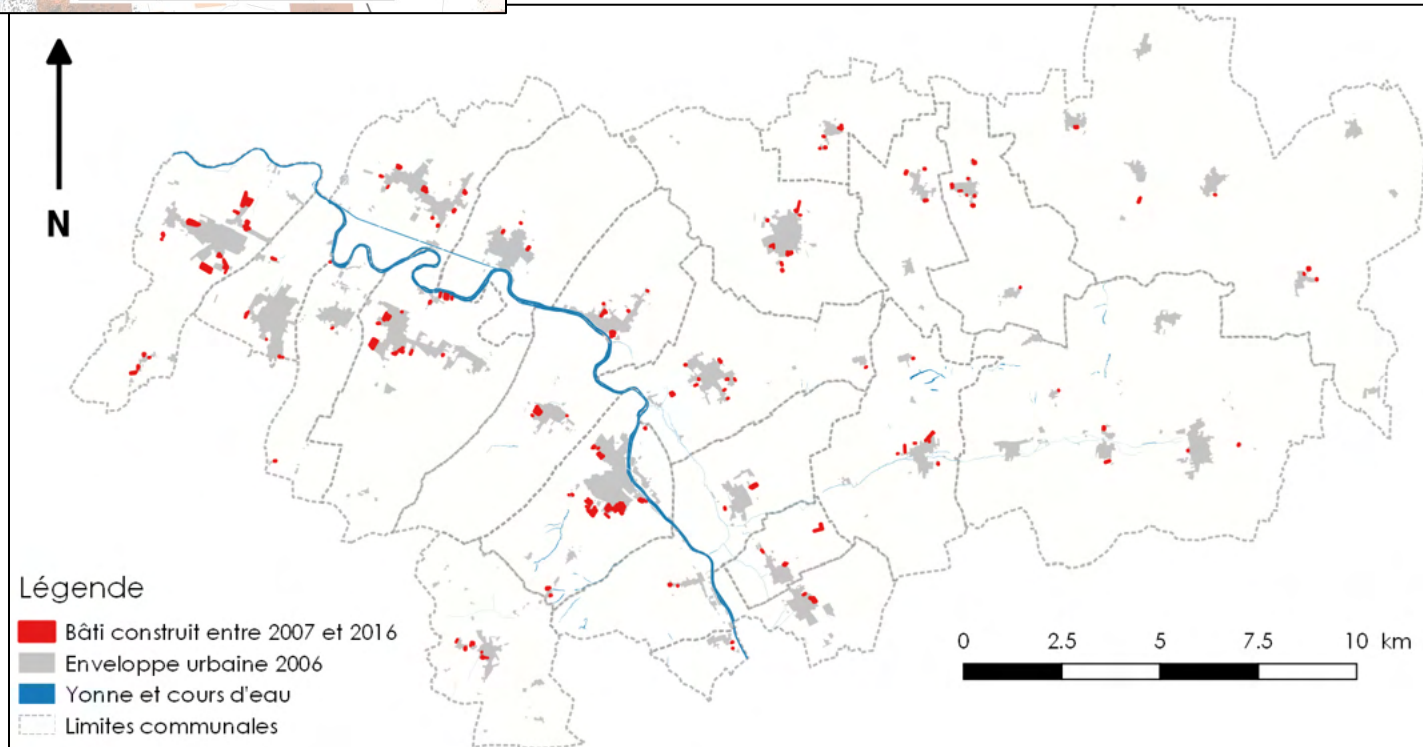 N
Légende
Bâti construit entre 2007 et 2016
Enveloppe urbaine 2006
Yonne et cours d'eau
Limites communales
0 2.5 5 7.5 10 km